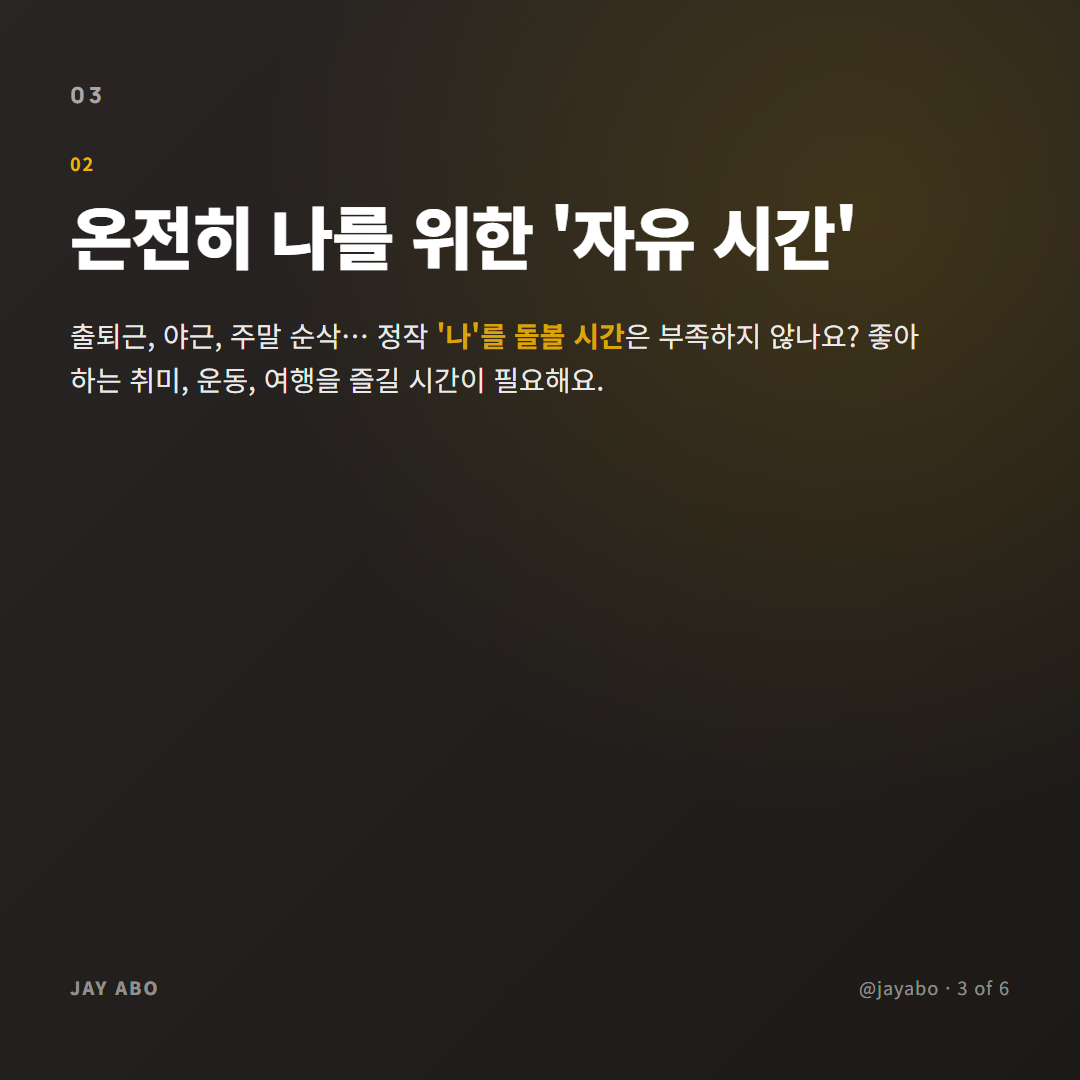 03
02
온전히 나를 위한 '자유 시간'
출퇴근, 야근, 주말 순삭… 정작 '나'를 돌볼 시간은 부족하지 않나요? 좋아
하는 취미, 운동, 여행을 즐길 시간이 필요해요.
JAY ABO
@jayabo · 3 of 6